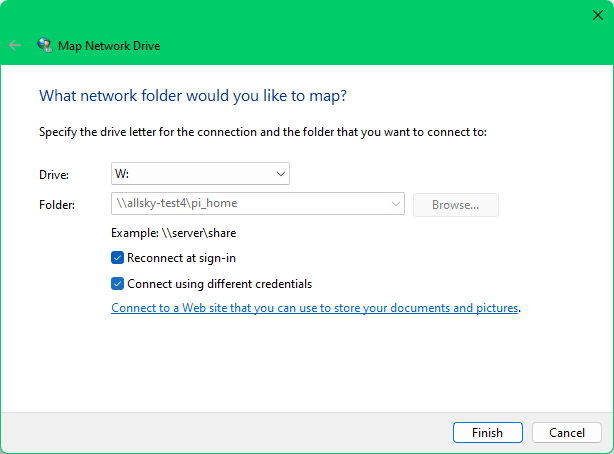 Map Network Drive
What network folder would you like to map?
Specify the drive letter for the connection and the folder that you want to connect to:
Drive: W:
Folder: \\allsky-test4\pi_home Browse...
Example: \\server\share
Reconnect at sign-in
Connect using different credentials
Connect to a Web site that you can use to store your documents and pictures.
Finish Cancel